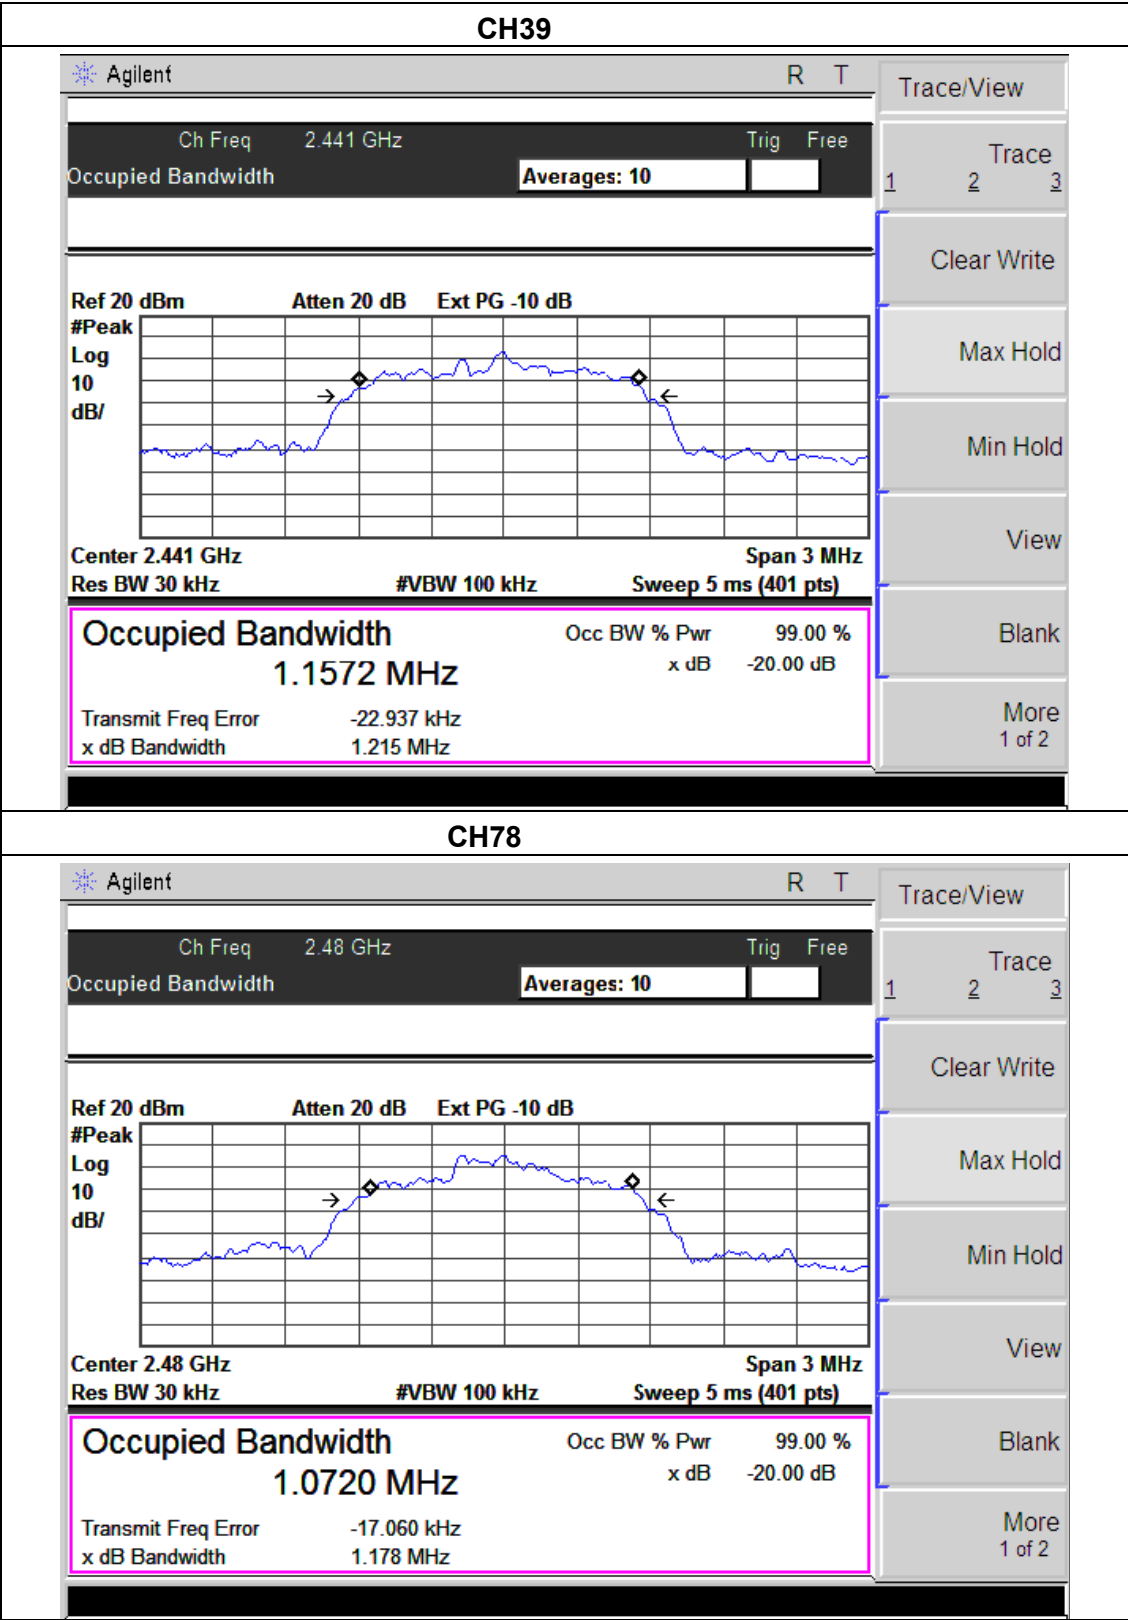 CH39
Agilent R T
Trace/View
Ch Freq 2.441 GHz Trig Free
Occupied Bandwidth Averages: 10
Trace
1 2 3
Clear Write
Ref 20 dBm Atten 20 dB Ext PG -10 dB
#Peak
Log
10
dB/
Max Hold
Min Hold
View
Center 2.441 GHz Span 3 MHz
Res BW 30 kHz #VBW 100 kHz Sweep 5 ms (401 pts)
Occupied Bandwidth Occ BW % Pwr 99.00 %
1.1572 MHz x dB -20.00 dB
Blank
Transmit Freq Error -22.937 kHz
x dB Bandwidth 1.215 MHz
More
1 of 2
CH78
Agilent R T
Trace/View
Ch Freq 2.48 GHz Trig Free
Occupied Bandwidth Averages: 10
Trace
1 2 3
Clear Write
Ref 20 dBm Atten 20 dB Ext PG -10 dB
#Peak
Log
10
dB/
Max Hold
Min Hold
View
Center 2.48 GHz Span 3 MHz
Res BW 30 kHz #VBW 100 kHz Sweep 5 ms (401 pts)
Occupied Bandwidth Occ BW % Pwr 99.00 %
1.0720 MHz x dB -20.00 dB
Blank
Transmit Freq Error -17.060 kHz
x dB Bandwidth 1.178 MHz
More
1 of 2